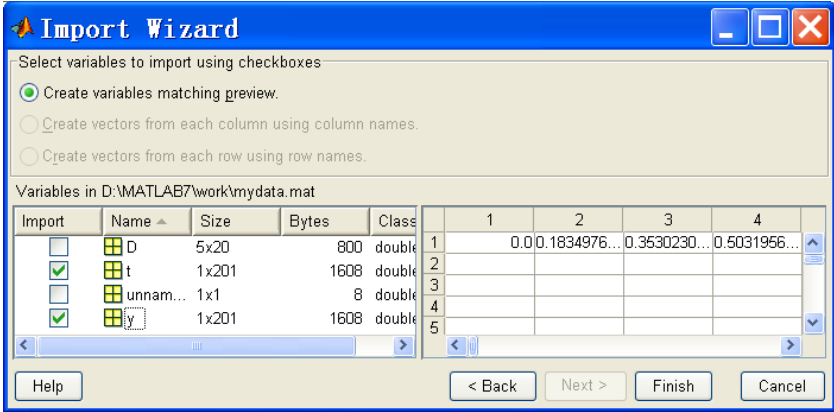 Import Wizard
Select variables to import using checkboxes
Create variables matching preview.
Create vectors from each column using column names.
Create vectors from each row using row names.
Variables in D:\MATLAB7\work\mydata.mat
Import Name Size Bytes Class
D 5x20 800 double
t 1x201 1608 double
unnam... 1x1 8 double
y 1x201 1608 double
1 2 3 4
1 0.0 0.1834976... 0.3530230... 0.5031956...
2
3
4
5
Help < Back Next > Finish Cancel